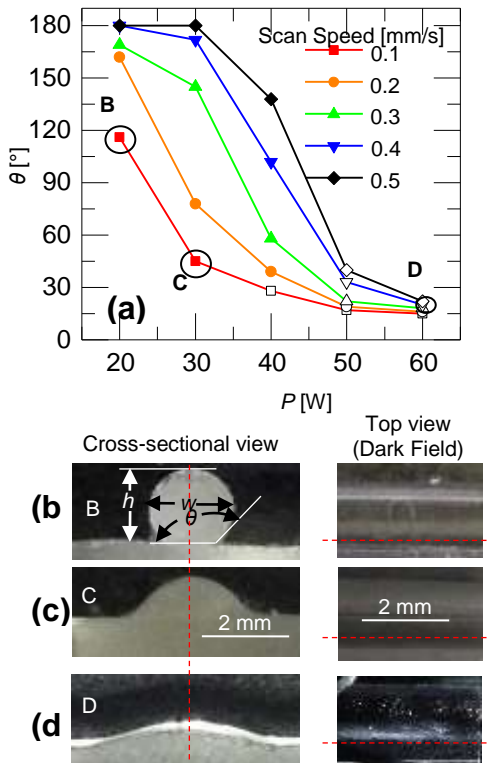 180
150
120
90
60
30
0
θ [°]
Scan Speed [mm/s]
0.1
0.2
0.3
0.4
0.5
B
C
D
(a)
20 30 40 50 60
P [W]
Cross-sectional view
Top view
(Dark Field)
(b)
B
h
w
θ
(c)
C
2 mm
2 mm
(d
D